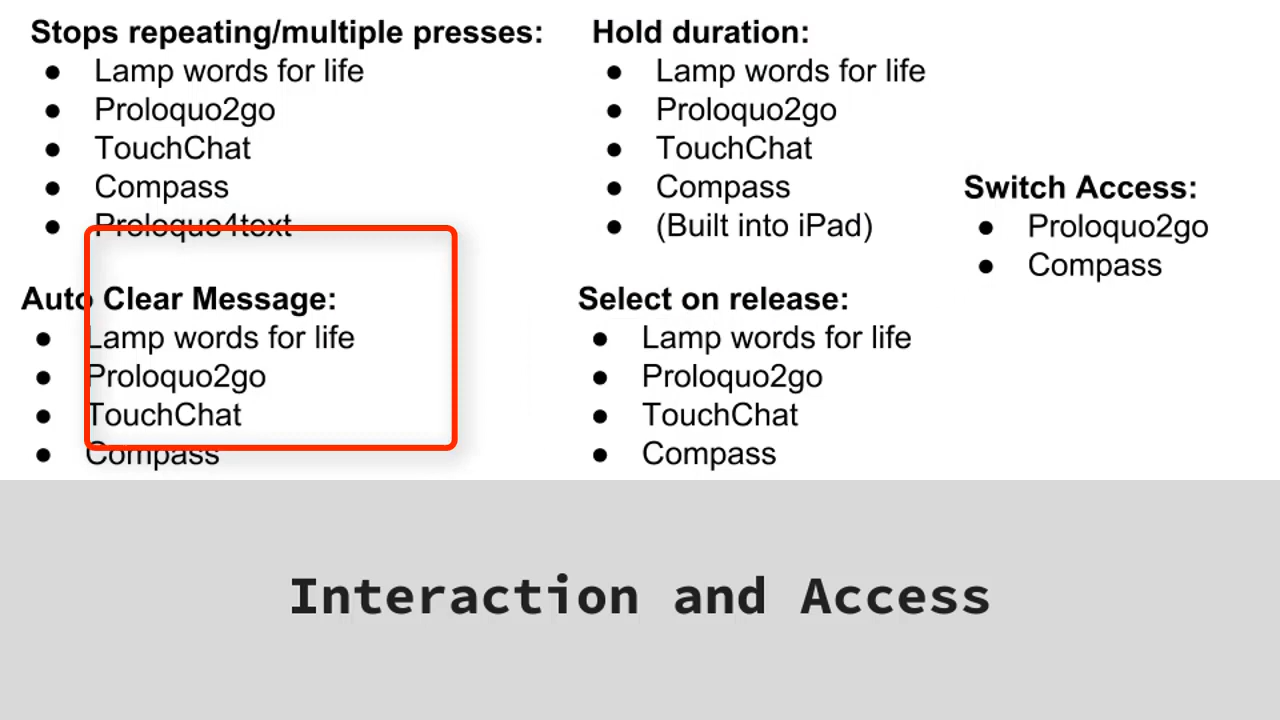 Stops repeating/multiple presses:
● Lamp words for life
● Proloquo2go
● TouchChat
● Compass
● Proloquo4text
Auto Clear Message:
● Lamp words for life
● Proloquo2go
● TouchChat
● Compass
Hold duration:
● Lamp words for life
● Proloquo2go
● TouchChat
● Compass
● (Built into iPad)
Select on release:
● Lamp words for life
● Proloquo2go
● TouchChat
● Compass
Switch Access:
● Proloquo2go
● Compass
Interaction and Access